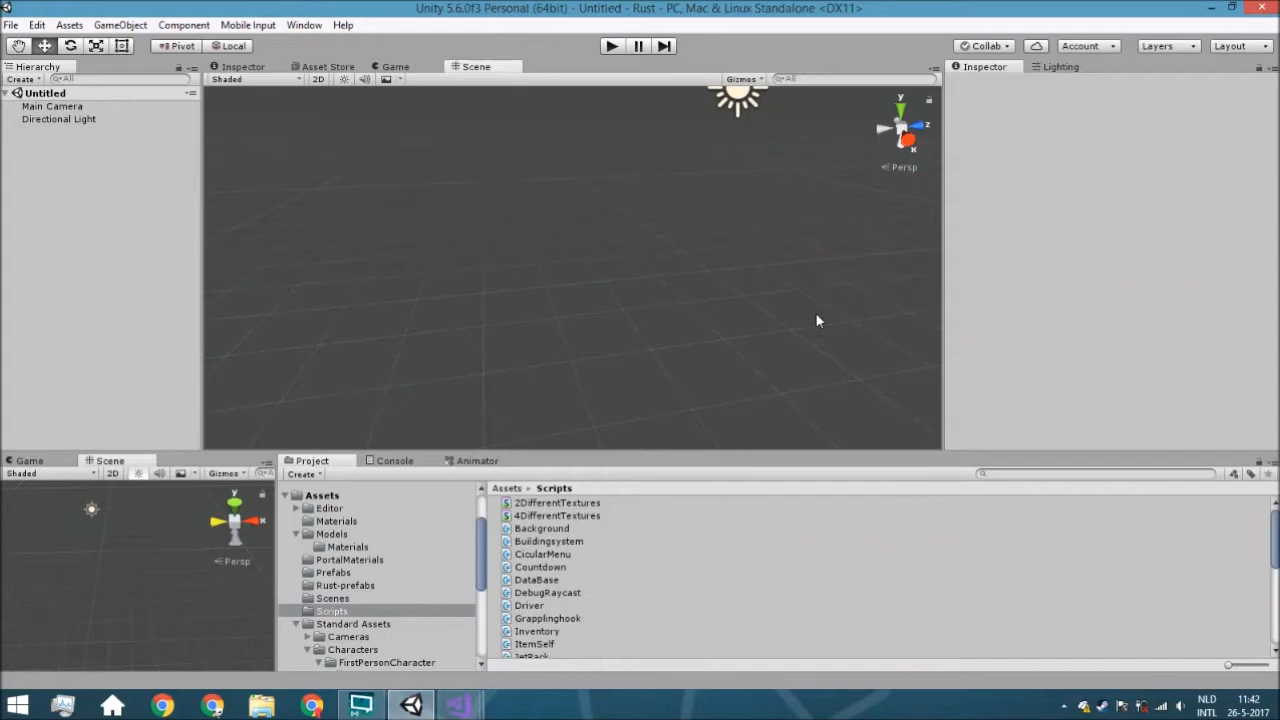 Unity 5.6.0f3 Personal (64bit) - Untitled - Rust - PC, Mac & Linux Standalone <DX11>
File Edit Assets GameObject Component Mobile Input Window Help
Pivot Local Collab Account Layers Layout
Hierarchy Inspector Asset Store Game Scene Inspector Lighting
Create All Shaded 2D Gizmos All
Untitled
Main Camera
Directional Light
y
z
x
Persp
Game Scene Project Console Animator
Shaded 2D Gizmos Create
Assets Assets Scripts
Editor 2DifferentTextures
Materials 4DifferentTextures
Models Background
Materials Buildingsystem
PortalMaterials CicularMenu
Prefabs Countdown
Rust-prefabs DataBase
Scenes DebugRaycast
Scripts Driver
Standard Assets Grapplinghook
Cameras Inventory
Characters ItemSelf
FirstPersonCharacter JetPack
y
x
Persp
NLD 11:42
INTL 26-5-2017